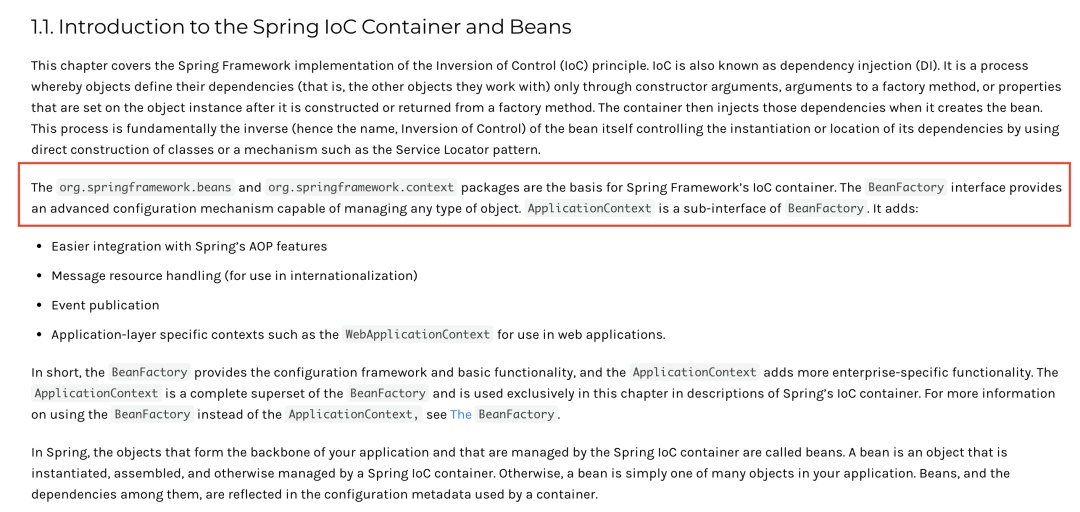 1.1. Introduction to the Spring IoC Container and Beans
This chapter covers the Spring Framework implementation of the Inversion of Control (IoC) principle. IoC is also known as dependency injection (DI). It is a process
whereby objects define their dependencies (that is, the other objects they work with) only through constructor arguments, arguments to a factory method, or properties
that are set on the object instance after it is constructed or returned from a factory method. The container then injects those dependencies when it creates the bean.
This process is fundamentally the inverse (hence the name, Inversion of Control) of the bean itself controlling the instantiation or location of its dependencies by using
direct construction of classes or a mechanism such as the Service Locator pattern.
The org.springframework.beans and org.springframework.context packages are the basis for Spring Framework's IoC container. The BeanFactory interface provides
an advanced configuration mechanism capable of managing any type of object. ApplicationContext is a sub-interface of BeanFactory. It adds:
• Easier integration with Spring's AOP features
• Message resource handling (for use in internationalization)
• Event publication
• Application-layer specific contexts such as the WebApplicationContext for use in web applications.
In short, the BeanFactory provides the configuration framework and basic functionality, and the ApplicationContext adds more enterprise-specific functionality. The
ApplicationContext is a complete superset of the BeanFactory and is used exclusively in this chapter in descriptions of Spring's IoC container. For more information
on using the BeanFactory instead of the ApplicationContext, see The BeanFactory.
In Spring, the objects that form the backbone of your application and that are managed by the Spring IoC container are called beans. A bean is an object that is
instantiated, assembled, and otherwise managed by a Spring IoC container. Otherwise, a bean is simply one of many objects in your application. Beans, and the
dependencies among them, are reflected in the configuration metadata used by a container.